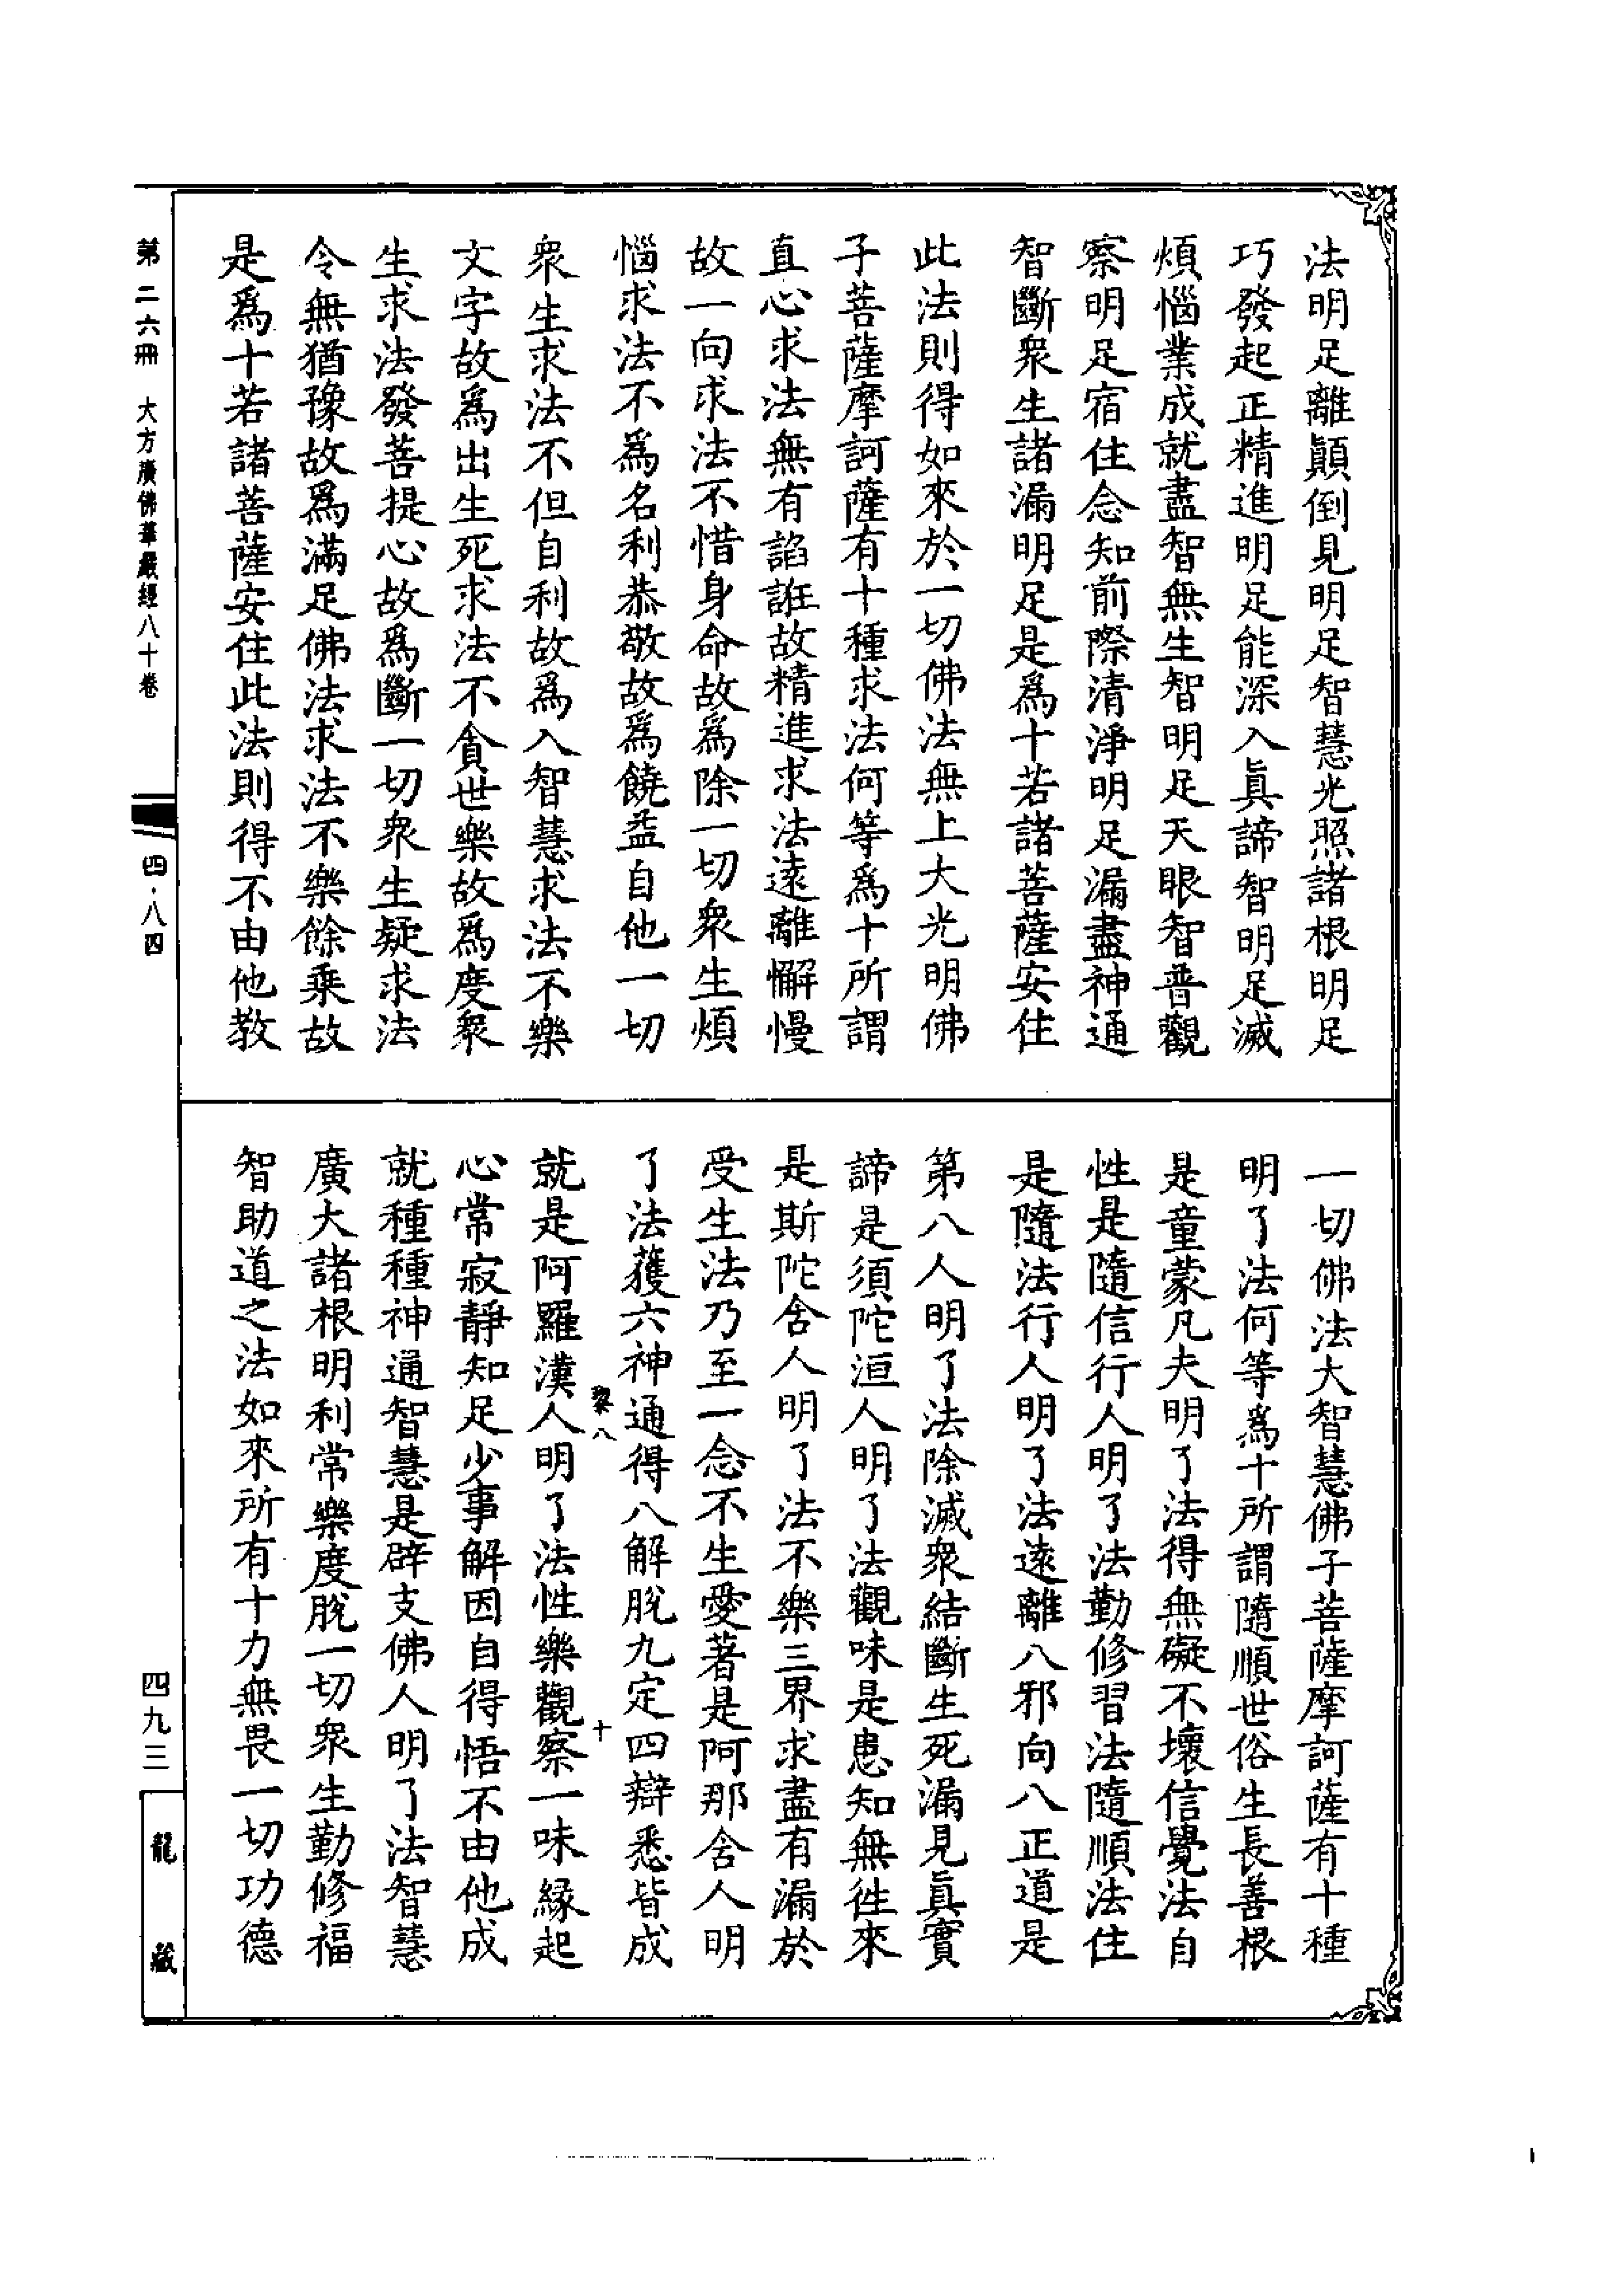 法明足離顛倒見明足智慧光照諸根明足
巧發起正精進明足能深入眞諦智明足滅
煩惱業成就盡智無生智明足天眼智普觀
察明足宿住念知前際清淨明足漏盡神通
智斷衆生諸漏明足是爲十若諸菩薩安住
此法則得如來於一切佛法無上大光明佛
子菩薩摩訶薩有十種求法何等爲十所謂
直心求法無有諂誑故精進求法遠離懈慢
故一向求法不惜身命故爲除一切衆生煩
惱求法不爲名利恭敬故爲饒益自他一切
衆生求法不但自利故爲入智慧求法不樂
文字故爲出生死求法不貪世樂故爲度衆
生求法發菩提心故爲斷一切衆生疑求法
令無猶豫故爲滿足佛法求法不樂餘乘故
是爲十若諸菩薩安住此法則得不由他教
一切佛法大智慧佛子菩薩摩訶薩有十種
明了法何等爲十所謂隨順世俗生長善根
是童蒙凡夫明了法得無礙不壞信覺法自
性是隨信行人明了法勤修習法隨順法住
是隨法行人明了法遠離八邪向八正道是
第八人明了法除滅衆結斷生死漏見眞實
諦是須陀洹人明了法觀味是患知無徃來
是斯陀含人明了法不樂三界求盡有漏於
受生法乃至一念不生愛著是阿那含人明
了法獲六神通得八解脫九定四辯悉皆成
黎八 十
就是阿羅漢人明了法性樂觀察一味緣起
心常寂靜知足少事解因自得悟不由他成
就種種神通智慧是辟支佛人明了法智慧
廣大諸根明利常樂度脫一切衆生勤修福
智助道之法如來所有十力無畏一切功德
第二六冊 大方廣佛華嚴經八十卷 四·八四 四九三 龍藏